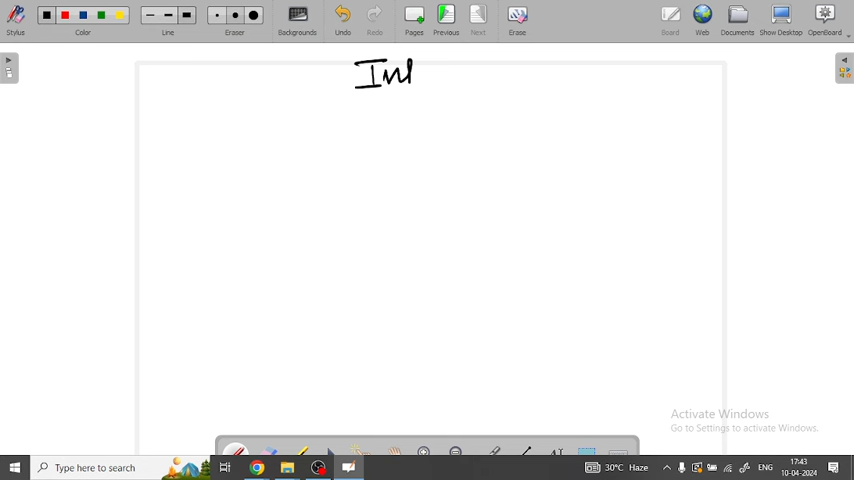 Stylus
Color
Line
Eraser
Backgrounds
Undo
Redo
Pages
Previous
Next
Erase
Board
Web
Documents
Show Desktop
OpenBoard
Activate Windows
Go to Settings to activate Windows.
Type here to search
30°C Haze
ENG
17:43
10-04-2024